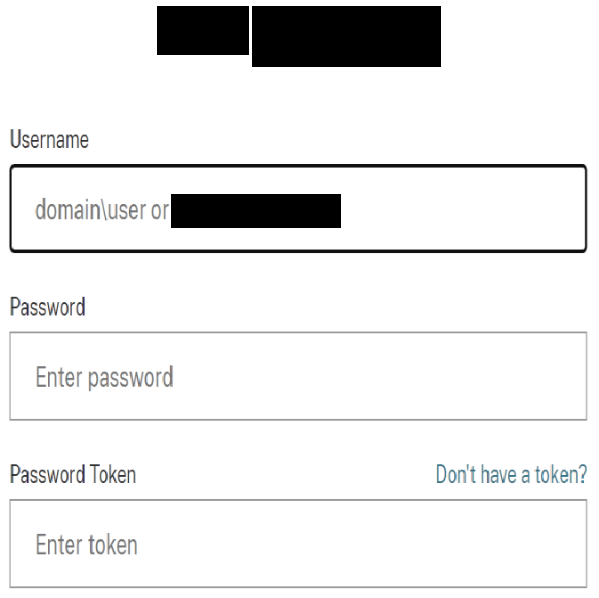 Username
domain\user or
Password
Enter password
Password Token
Don't have a token?
Enter token